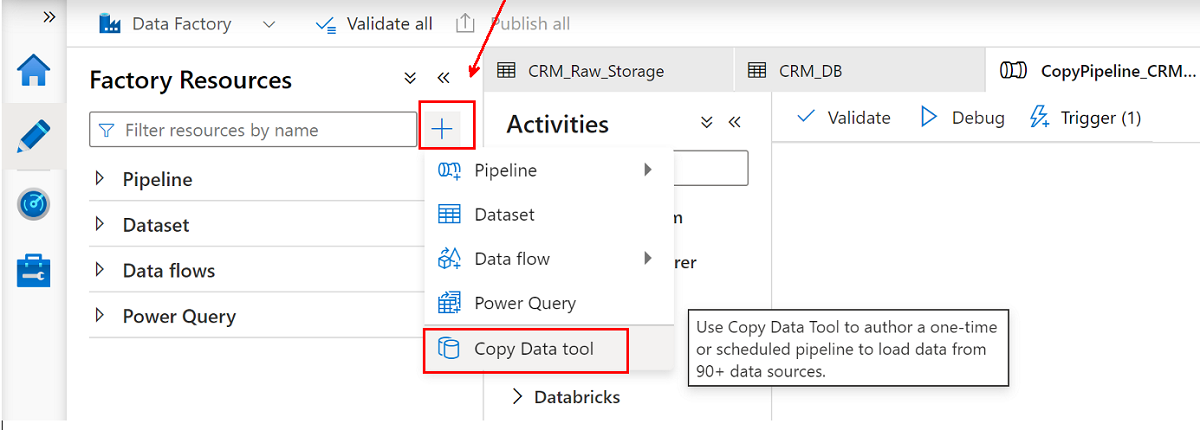 Data Factory
Validate all
Publish all
Factory Resources
CRM_Raw_Storage
CRM_DB
CopyPipeline_CRM...
Filter resources by name
Activities
Validate
Debug
Trigger (1)
Pipeline
Dataset
Data flows
Power Query
Pipeline
Dataset
Data flow
Power Query
Copy Data tool
Use Copy Data Tool to author a one-time
or scheduled pipeline to load data from
90+ data sources.
Databricks